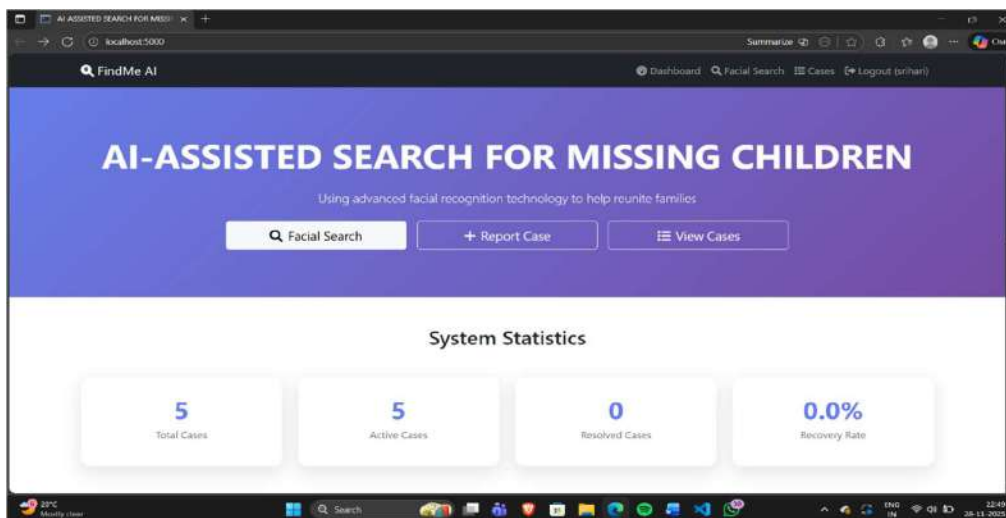 AI ASSISTED SEARCH FOR MISSI
localhost:5000
Summarize
FindMe AI
Dashboard Facial Search Cases Logout (srihari)
AI-ASSISTED SEARCH FOR MISSING CHILDREN
Using advanced facial recognition technology to help reunite families
Facial Search
+ Report Case
View Cases
System Statistics
5
Total Cases
5
Active Cases
0
Resolved Cases
0.0%
Recovery Rate
20°C
Mostly clear
Search
ENG
IN
22:49